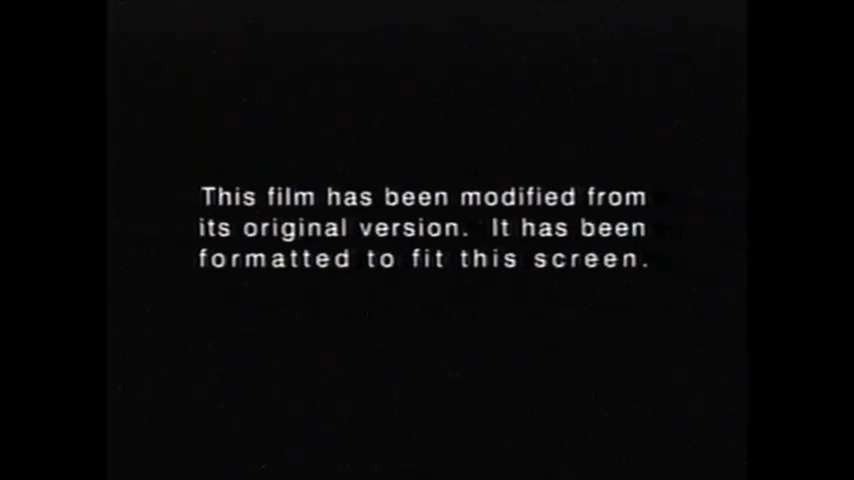 This film has been modified from
its original version. It has been
formatted to fit this screen.